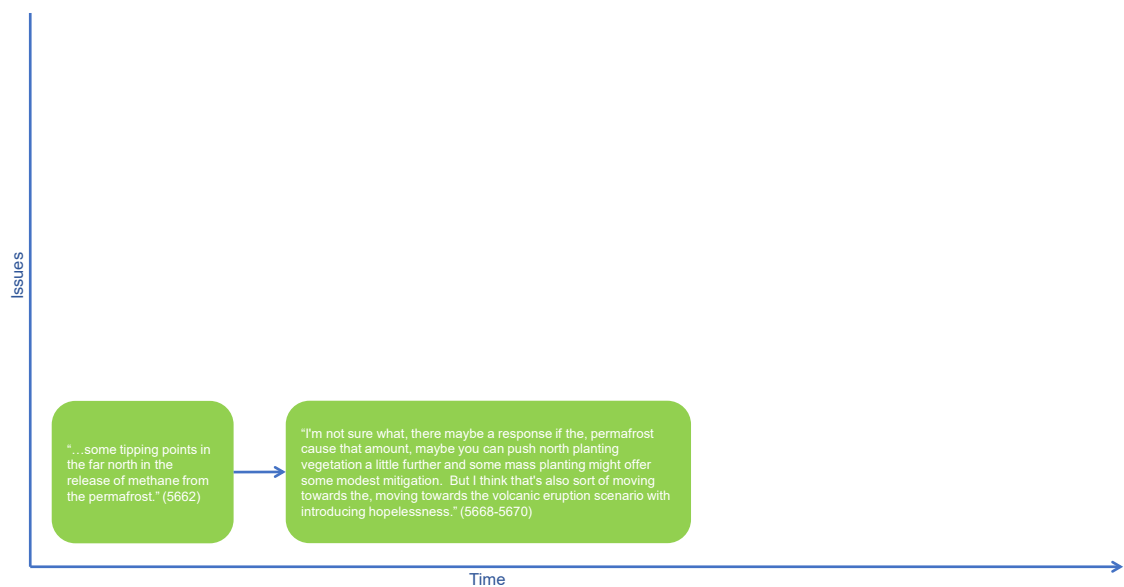 Issues
“…some tipping points in
the far north in the
release of methane from
the permafrost.” (5662)
“I'm not sure what, there maybe a response if the, permafrost
cause that amount, maybe you can push north planting
vegetation a little further and some mass planting might offer
some modest mitigation.  But I think that's also sort of moving
towards the, moving towards the volcanic eruption scenario with
introducing hopelessness.” (5668-5670)
Time